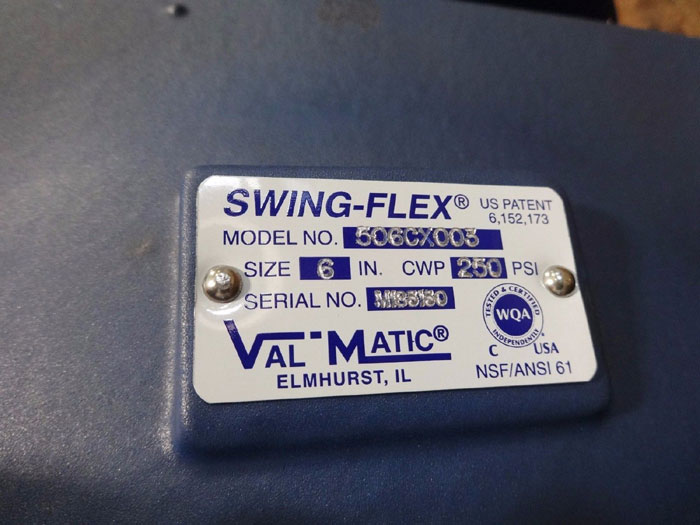 SWING-FLEX® US PATENT
6,152,173
MODEL NO. 506CX003
SIZE 6 IN. CWP 250 PSI
SERIAL NO.
TESTED & CERTIFIED
WQA
INDEPENDENTLY
C USA
VAL-MATIC®
ELMHURST, IL
NSF/ANSI 61